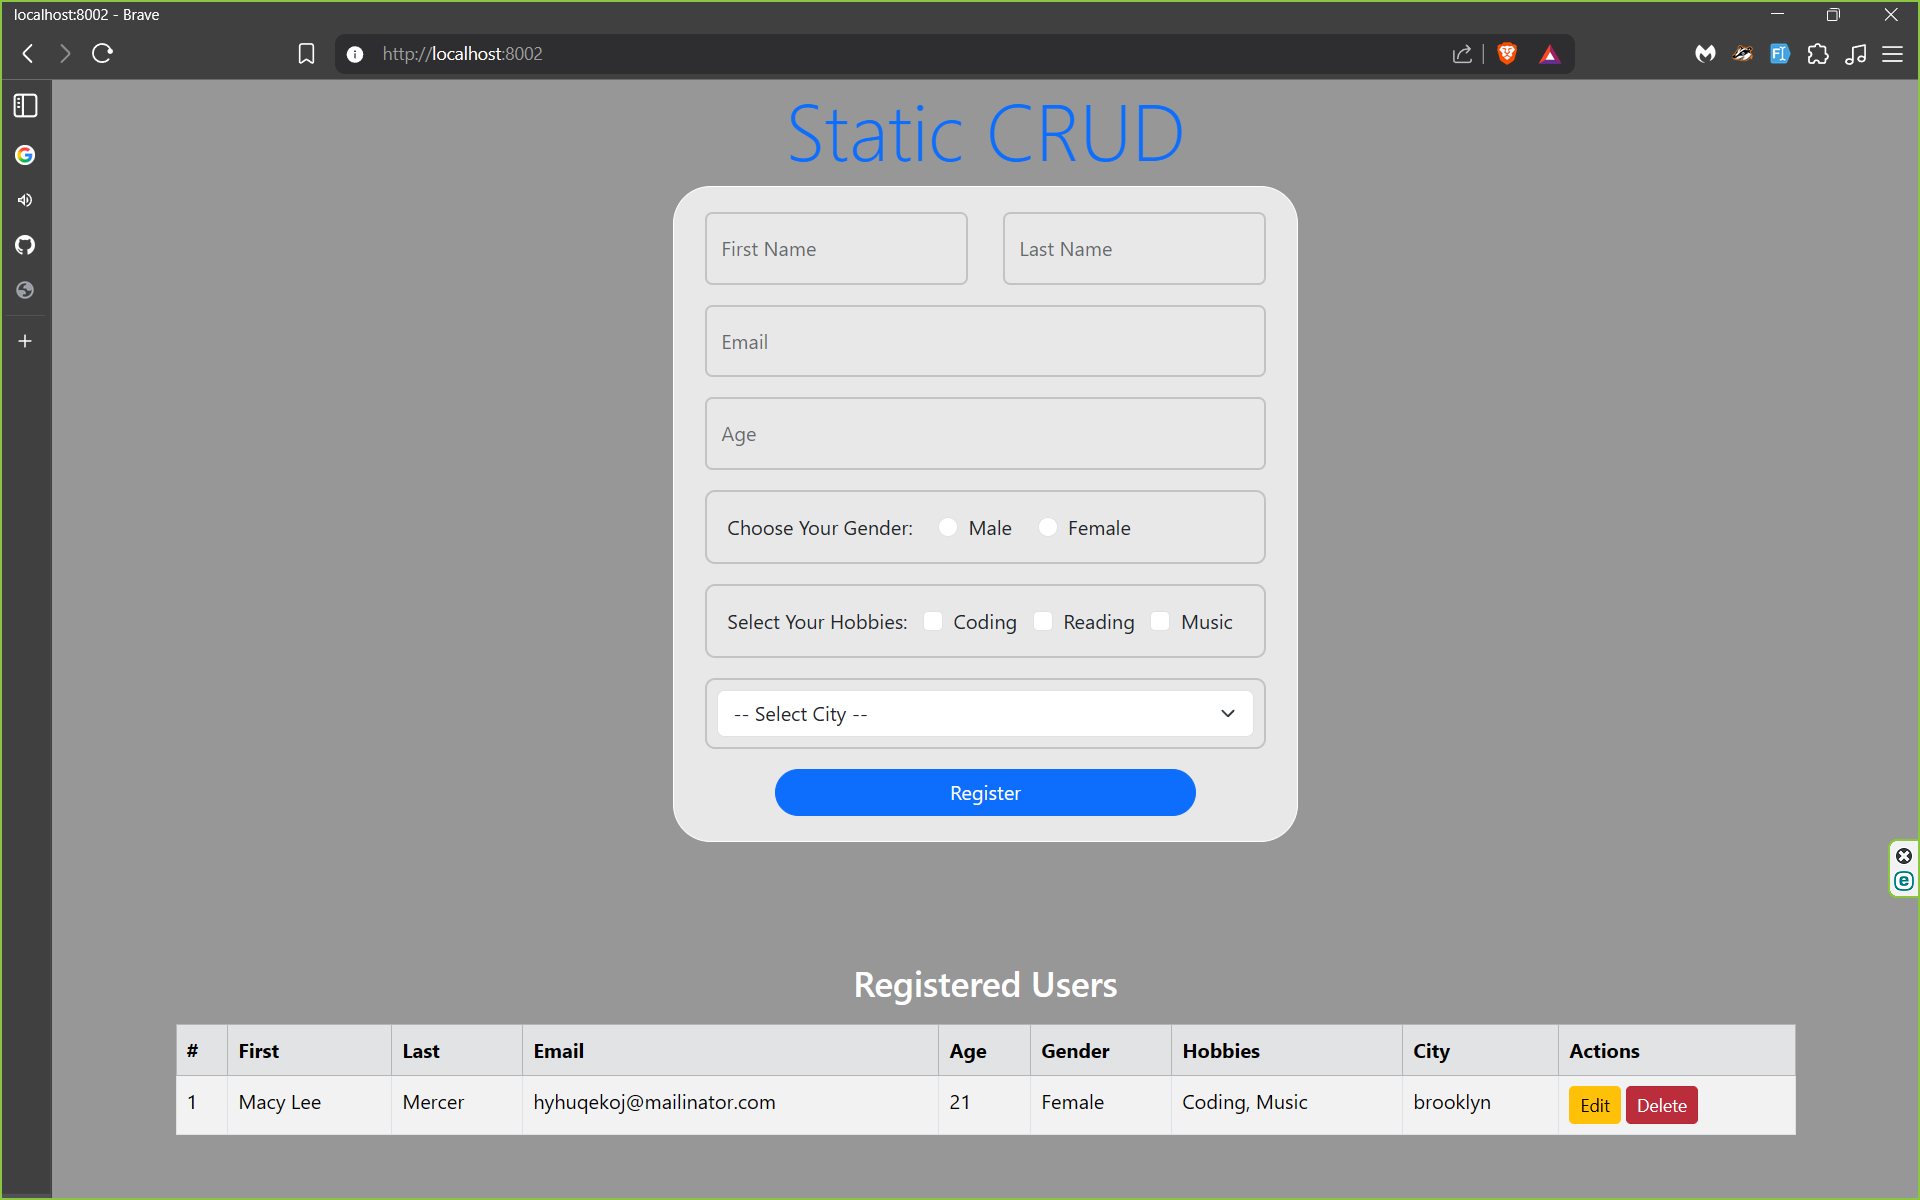 localhost:8002 - Brave
http://localhost:8002
Static CRUD
First Name
Last Name
Email
Age
Choose Your Gender: Male Female
Select Your Hobbies: Coding Reading Music
-- Select City --
Register
Registered Users
# First Last Email Age Gender Hobbies City Actions
1 Macy Lee Mercer hyhuqekoj@mailinator.com 21 Female Coding, Music brooklyn Edit Delete